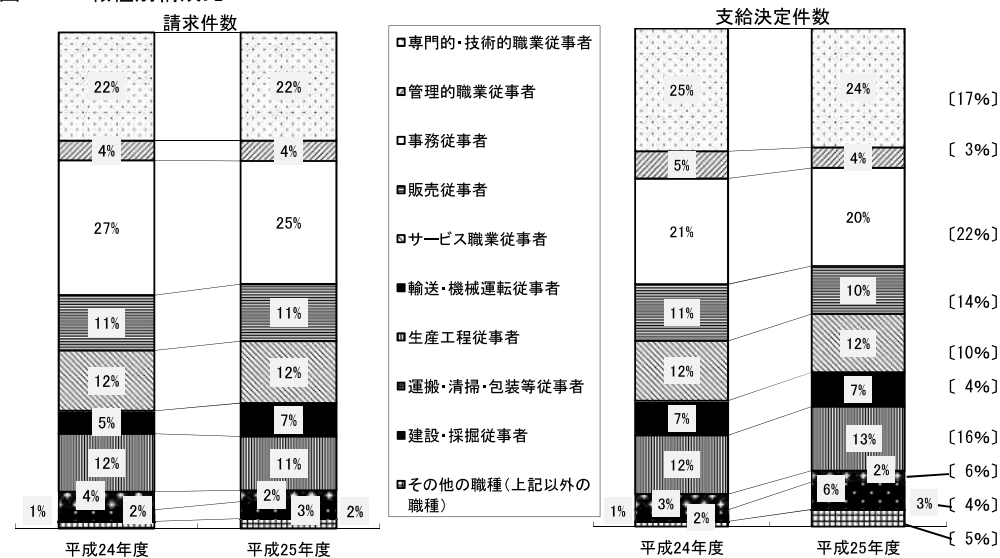 請求件数
22%
22%
4%
4%
27%
25%
11%
11%
12%
12%
5%
7%
12%
11%
4%
2%
1%
2%
3%
2%
平成24年度
平成25年度
専門的・技術的職業従事者
管理的職業従事者
事務従事者
販売従事者
サービス職業従事者
輸送・機械運転従事者
生産工程従事者
運搬・清掃・包装等従事者
建設・採掘従事者
その他の職種(上記以外の
職種)
支給決定件数
25%
24%
5%
4%
21%
20%
11%
10%
12%
12%
7%
7%
12%
13%
3%
2%
1%
2%
6%
3%
平成24年度
平成25年度
〔17%〕
〔 3%〕
〔22%〕
〔14%〕
〔10%〕
〔 4%〕
〔16%〕
〔 6%〕
〔 4%〕
〔 5%〕